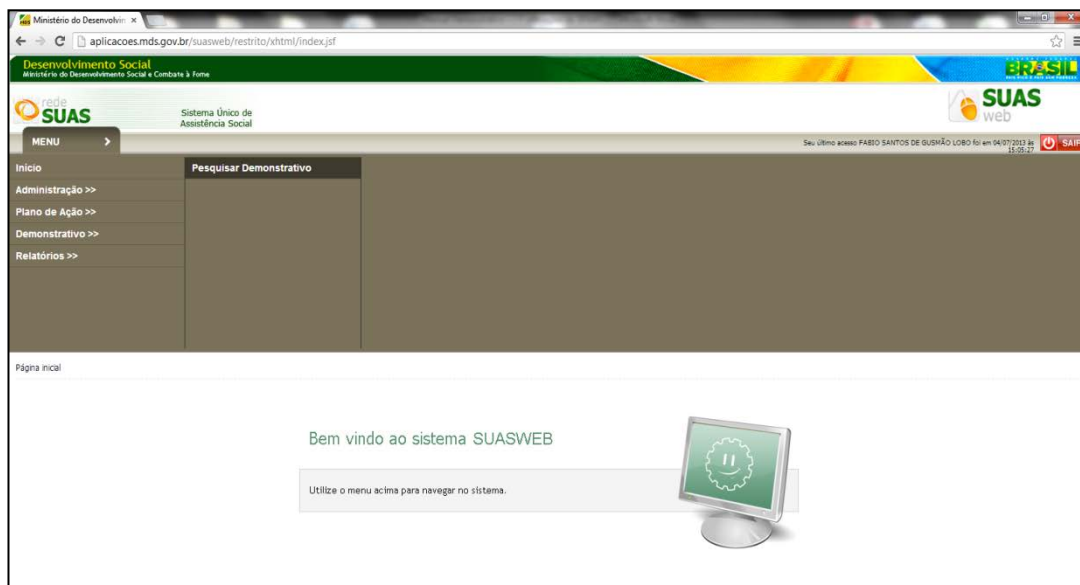 Ministério do Desenvolvin
aplicacoes.mds.gov.br/suasweb/restrito/xhtml/index.jsf
Desenvolvimento Social
Ministério do Desenvolvimento Social e Combate à Fome
BRASIL
rede
SUAS
Sistema Único de
Assistência Social
SUAS
web
MENU
Seu último acesso FABIO SANTOS DE GUSMÃO LOBO foi em 04/07/2013 às
15:05:27
SAIR
Início
Pesquisar Demonstrativo
Administração >>
Plano de Ação >>
Demonstrativo >>
Relatórios >>
Página inicial
Bem vindo ao sistema SUASWEB
Utilize o menu acima para navegar no sistema.